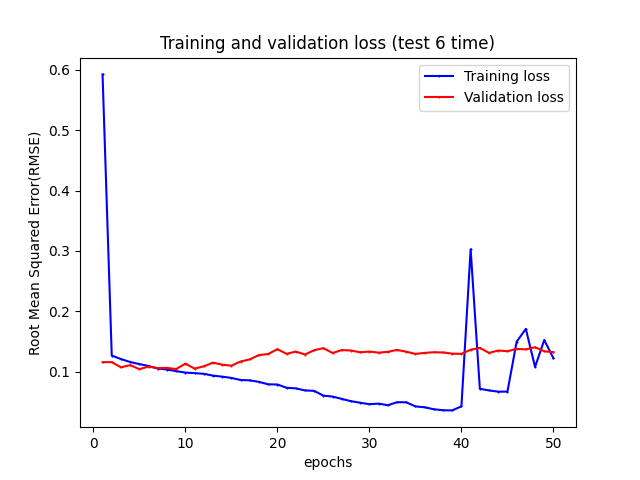 Training and validation loss (test 6 time)
Training loss
Validation loss
Root Mean Squared Error(RMSE)
0.6
0.5
0.4
0.3
0.2
0.1
0 10 20 30 40 50
epochs